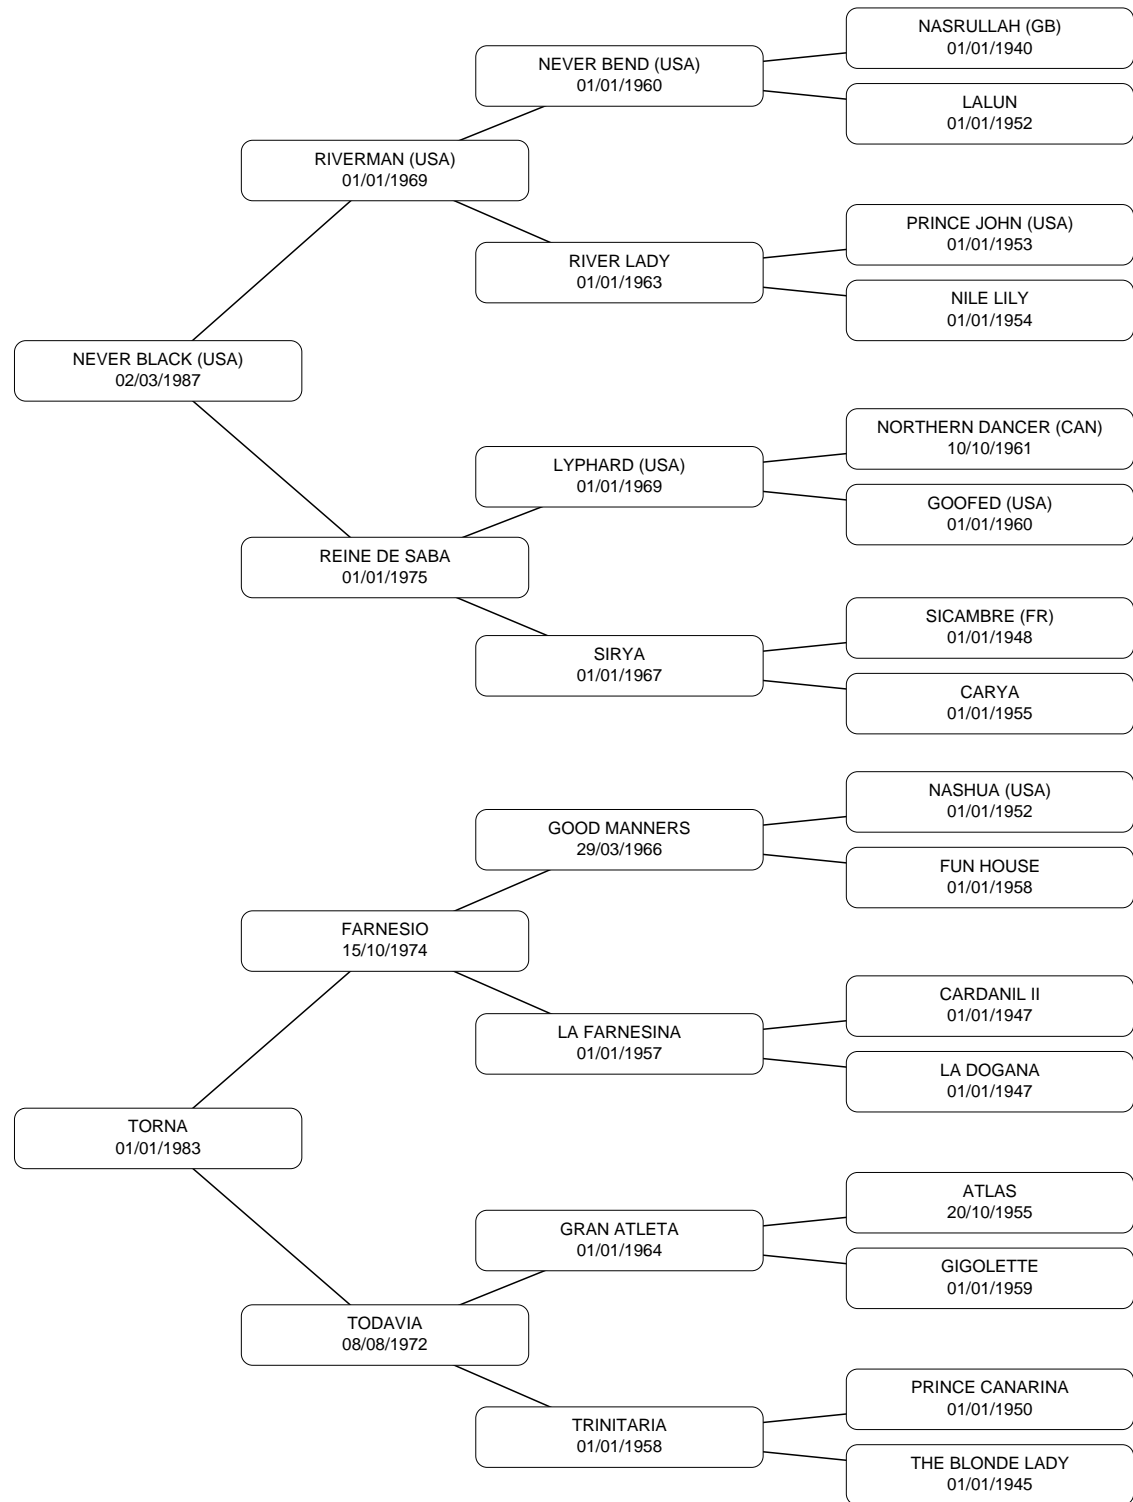 NASRULLAH (GB)
01/01/1940
NEVER BEND (USA)
01/01/1960
LALUN
01/01/1952
RIVERMAN (USA)
01/01/1969
PRINCE JOHN (USA)
01/01/1953
RIVER LADY
01/01/1963
NILE LILY
01/01/1954
NEVER BLACK (USA)
02/03/1987
NORTHERN DANCER (CAN)
10/10/1961
LYPHARD (USA)
01/01/1969
GOOFED (USA)
01/01/1960
REINE DE SABA
01/01/1975
SICAMBRE (FR)
01/01/1948
SIRYA
01/01/1967
CARYA
01/01/1955
NASHUA (USA)
01/01/1952
GOOD MANNERS
29/03/1966
FUN HOUSE
01/01/1958
FARNESIO
15/10/1974
CARDANIL II
01/01/1947
LA FARNESINA
01/01/1957
LA DOGANA
01/01/1947
TORNA
01/01/1983
ATLAS
20/10/1955
GRAN ATLETA
01/01/1964
GIGOLETTE
01/01/1959
TODAVIA
08/08/1972
PRINCE CANARINA
01/01/1950
TRINITARIA
01/01/1958
THE BLONDE LADY
01/01/1945